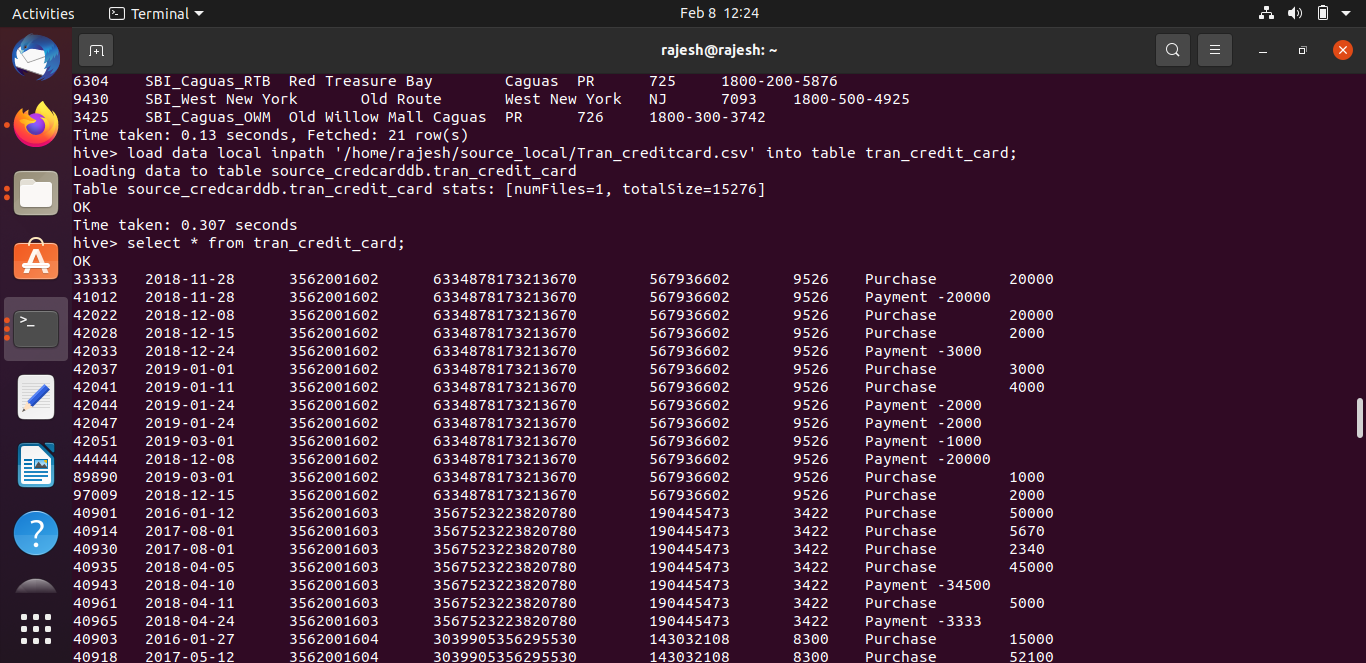 Activities Terminal Feb 8 12:24
rajesh@rajesh: ~
6304 SBI_Caguas_RTB Red Treasure Bay Caguas PR 725 1800-200-5876
9430 SBI_West New York Old Route West New York NJ 7093 1800-500-4925
3425 SBI_Caguas_OWM Old Willow Mall Caguas PR 726 1800-300-3742
Time taken: 0.13 seconds, Fetched: 21 row(s)
hive> load data local inpath '/home/rajesh/source_local/Tran_creditcard.csv' into table tran_credit_card;
Loading data to table source_credcarddb.tran_credit_card
Table source_credcarddb.tran_credit_card stats: [numFiles=1, totalSize=15276]
OK
Time taken: 0.307 seconds
hive> select * from tran_credit_card;
OK
33333 2018-11-28 3562001602 6334878173213670 567936602 9526 Purchase 20000
41012 2018-11-28 3562001602 6334878173213670 567936602 9526 Payment -20000
42022 2018-12-08 3562001602 6334878173213670 567936602 9526 Purchase 20000
42028 2018-12-15 3562001602 6334878173213670 567936602 9526 Purchase 2000
42033 2018-12-24 3562001602 6334878173213670 567936602 9526 Payment -3000
42037 2019-01-01 3562001602 6334878173213670 567936602 9526 Purchase 3000
42041 2019-01-11 3562001602 6334878173213670 567936602 9526 Purchase 4000
42044 2019-01-24 3562001602 6334878173213670 567936602 9526 Payment -2000
42047 2019-01-24 3562001602 6334878173213670 567936602 9526 Payment -2000
42051 2019-03-01 3562001602 6334878173213670 567936602 9526 Payment -1000
44444 2018-12-08 3562001602 6334878173213670 567936602 9526 Payment -20000
89890 2019-03-01 3562001602 6334878173213670 567936602 9526 Purchase 1000
97009 2018-12-15 3562001602 6334878173213670 567936602 9526 Purchase 2000
40901 2016-01-12 3562001603 3567523223820780 190445473 3422 Purchase 50000
40914 2017-08-01 3562001603 3567523223820780 190445473 3422 Purchase 5670
40930 2017-08-01 3562001603 3567523223820780 190445473 3422 Purchase 2340
40935 2018-04-05 3562001603 3567523223820780 190445473 3422 Purchase 45000
40943 2018-04-10 3562001603 3567523223820780 190445473 3422 Payment -34500
40961 2018-04-11 3562001603 3567523223820780 190445473 3422 Purchase 5000
40965 2018-04-24 3562001603 3567523223820780 190445473 3422 Payment -3333
40903 2016-01-27 3562001604 3039905356295530 143032108 8300 Purchase 15000
40918 2017-05-12 3562001604 3039905356295530 143032108 8300 Purchase 52100